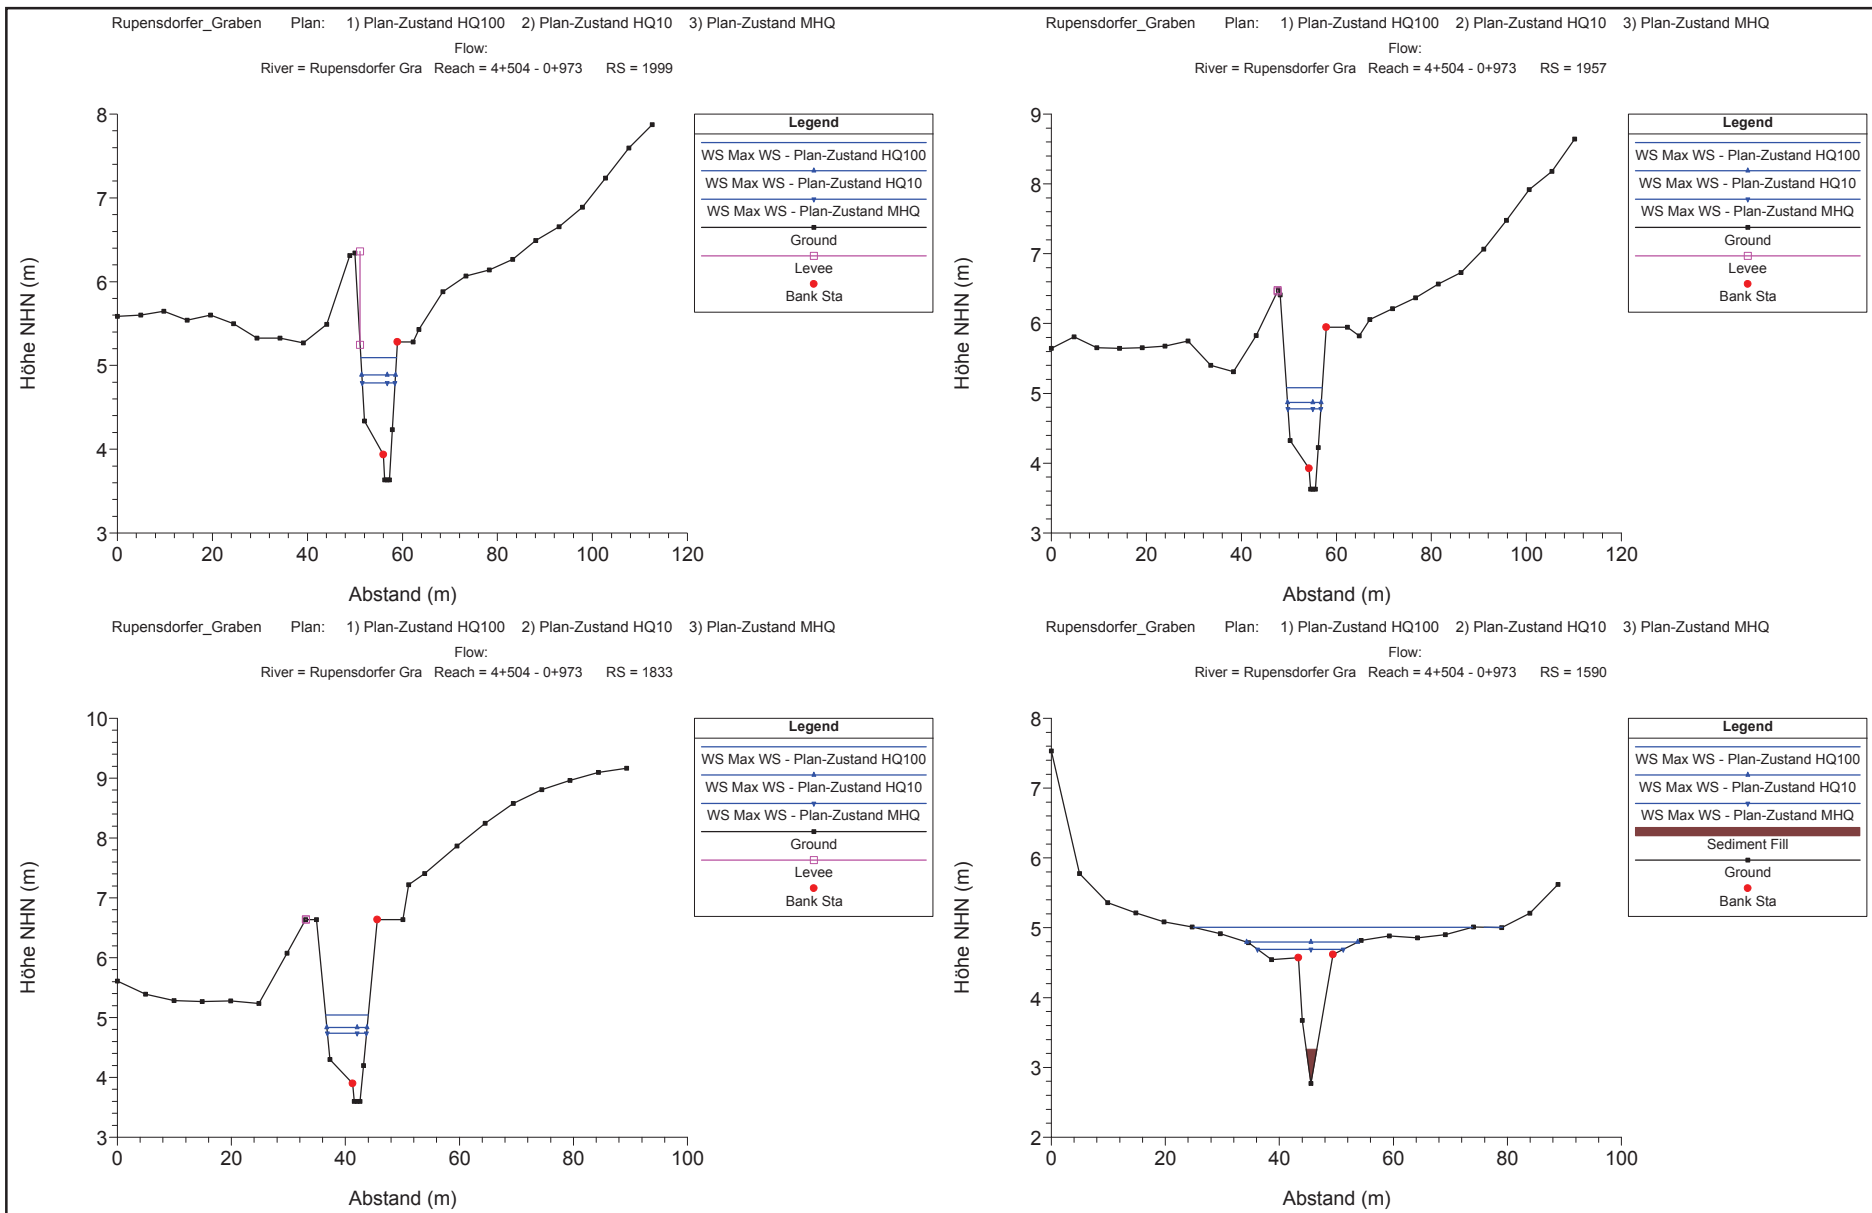 Rupensdorfer_Graben Plan: 1) Plan-Zustand HQ100 2) Plan-Zustand HQ10 3) Plan-Zustand MHQ
Flow:
River = Rupensdorfer Gra Reach = 4+504 - 0+973 RS = 1999
8
7
6
5
4
3
Höhe NHN (m)
0 20 40 60 80 100 120
Abstand (m)
Legend
WS Max WS - Plan-Zustand HQ100
WS Max WS - Plan-Zustand HQ10
WS Max WS - Plan-Zustand MHQ
Ground
Levee
Bank Sta
Rupensdorfer_Graben Plan: 1) Plan-Zustand HQ100 2) Plan-Zustand HQ10 3) Plan-Zustand MHQ
Flow:
River = Rupensdorfer Gra Reach = 4+504 - 0+973 RS = 1957
9
8
7
6
5
4
3
Höhe NHN (m)
0 20 40 60 80 100 120
Abstand (m)
Legend
WS Max WS - Plan-Zustand HQ100
WS Max WS - Plan-Zustand HQ10
WS Max WS - Plan-Zustand MHQ
Ground
Levee
Bank Sta
Rupensdorfer_Graben Plan: 1) Plan-Zustand HQ100 2) Plan-Zustand HQ10 3) Plan-Zustand MHQ
Flow:
River = Rupensdorfer Gra Reach = 4+504 - 0+973 RS = 1833
10
9
8
7
6
5
4
3
Höhe NHN (m)
0 20 40 60 80 100
Abstand (m)
Legend
WS Max WS - Plan-Zustand HQ100
WS Max WS - Plan-Zustand HQ10
WS Max WS - Plan-Zustand MHQ
Ground
Levee
Bank Sta
Rupensdorfer_Graben Plan: 1) Plan-Zustand HQ100 2) Plan-Zustand HQ10 3) Plan-Zustand MHQ
Flow:
River = Rupensdorfer Gra Reach = 4+504 - 0+973 RS = 1590
8
7
6
5
4
3
2
Höhe NHN (m)
0 20 40 60 80 100
Abstand (m)
Legend
WS Max WS - Plan-Zustand HQ100
WS Max WS - Plan-Zustand HQ10
WS Max WS - Plan-Zustand MHQ
Sediment Fill
Ground
Bank Sta